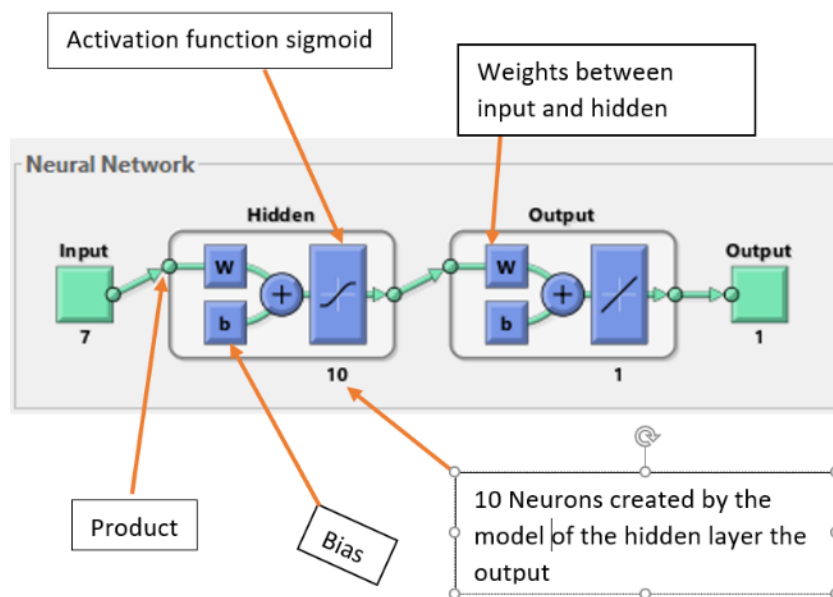 Activation function sigmoid
Weights between
input and hidden
Neural Network
Hidden
Output
Input
Output
W
W
b
b
7
10
1
1
Product
Bias
10 Neurons created by the
model of the hidden layer the
output